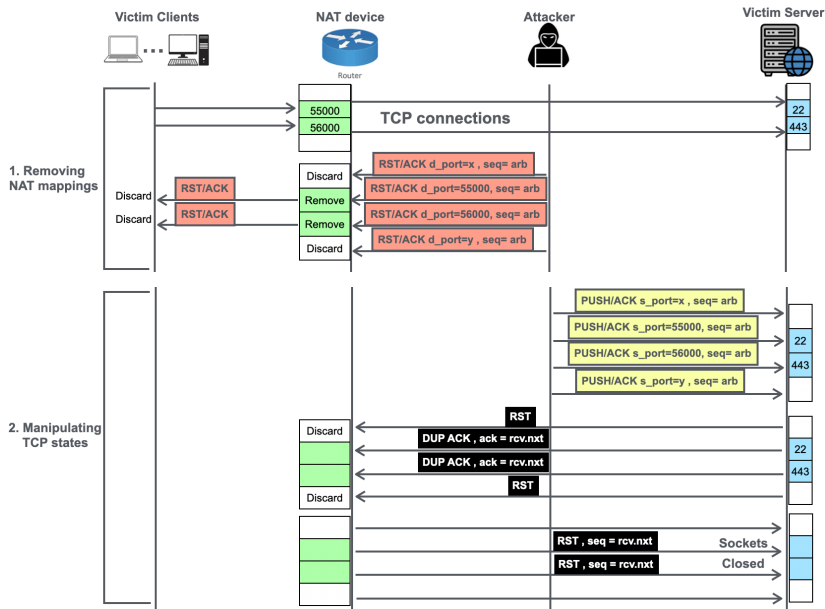 Victim Clients
NAT device
Attacker
Victim Server
Router
55000
56000
TCP connections
22
443
1. Removing
NAT mappings
Discard
RST/ACK d_port=x , seq= arb
RST/ACK
Discard
Remove
RST/ACK d_port=55000, seq= arb
RST/ACK
Discard
Remove
RST/ACK d_port=56000, seq= arb
Discard
RST/ACK d_port=y , seq= arb
PUSH/ACK s_port=x , seq= arb
PUSH/ACK s_port=55000, seq= arb
22
PUSH/ACK s_port=56000, seq= arb
443
PUSH/ACK s_port=y , seq= arb
2. Manipulating
TCP states
RST
Discard
DUP ACK , ack = rcv.nxt
22
DUP ACK , ack = rcv.nxt
443
RST
Discard
RST , seq = rcv.nxt
RST , seq = rcv.nxt
Sockets
Closed